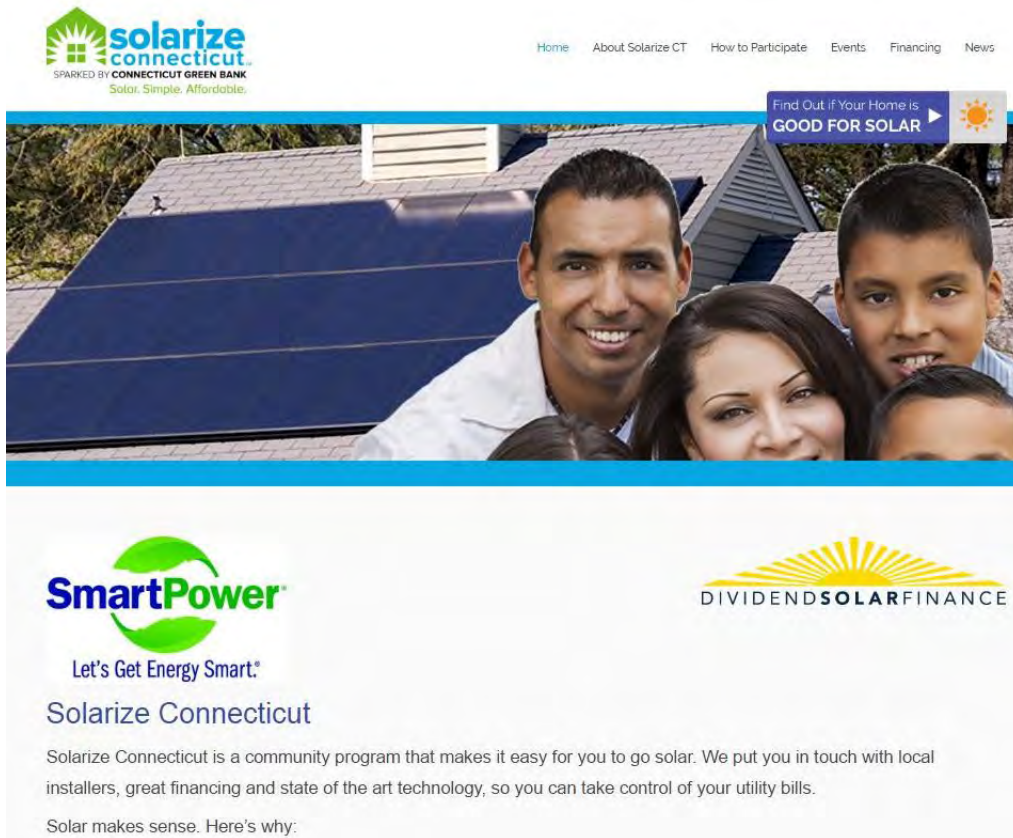 solarize
connecticut
SPARKED BY CONNECTICUT GREEN BANK
Solar. Simple. Affordable.
Home About Solarize CT How to Participate Events Financing News
Find Out if Your Home is
GOOD FOR SOLAR
SmartPower
Let's Get Energy Smart.®
DIVIDENDSOLARFINANCE
Solarize Connecticut
Solarize Connecticut is a community program that makes it easy for you to go solar. We put you in touch with local
installers, great financing and state of the art technology, so you can take control of your utility bills.
Solar makes sense. Here's why: